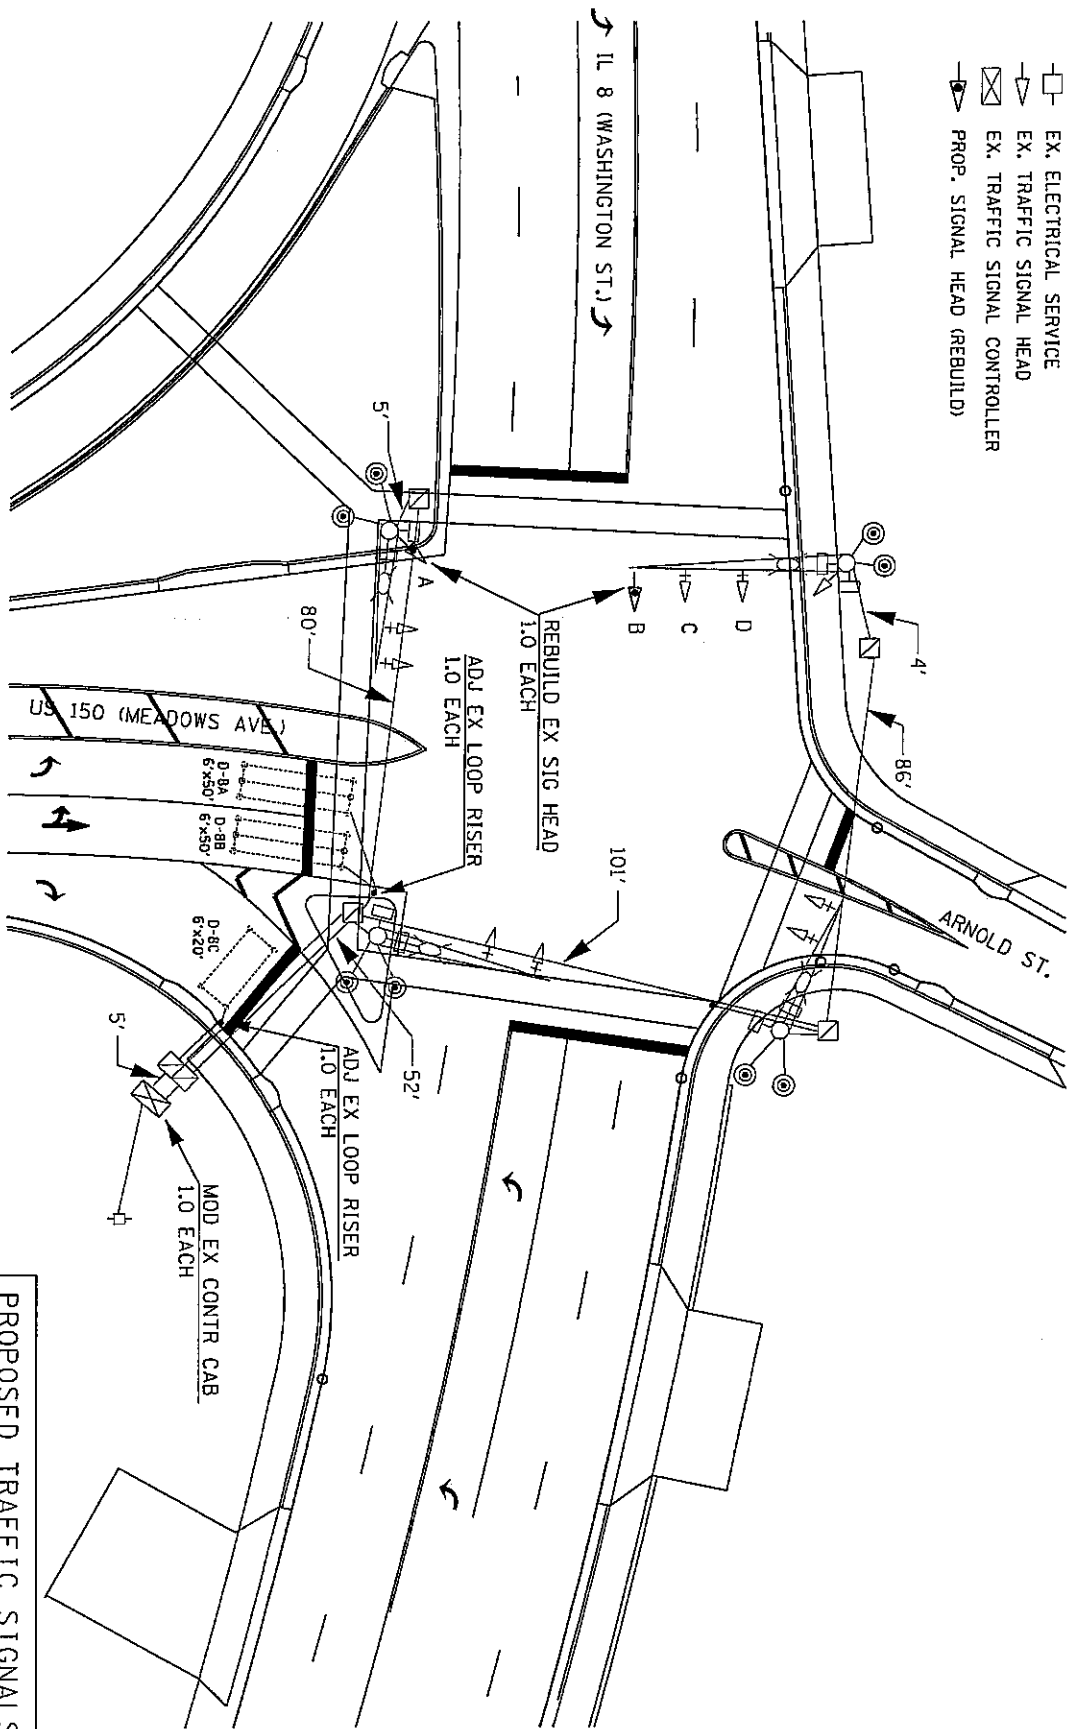 EX. ELECTRICAL SERVICE
EX. TRAFFIC SIGNAL HEAD
EX. TRAFFIC SIGNAL CONTROLLER
PROP. SIGNAL HEAD (REBUILD)
IL 8 (WASHINGTON ST.)
4'
86'
ARNOLD ST.
D
C
B
A
5'
REBUILD EX SIG HEAD
1.0 EACH
80'
ADJ EX LOOP RISER
1.0 EACH
101'
US 150 (MEADOWS AVE.)
D-8A
6'x50'
D-8B
6'x50'
D-8C
6'x20'
52'
ADJ EX LOOP RISER
1.0 EACH
5'
MOD EX CONTR CAB
1.0 EACH
PROPOSED TRAFFIC SIGNALS